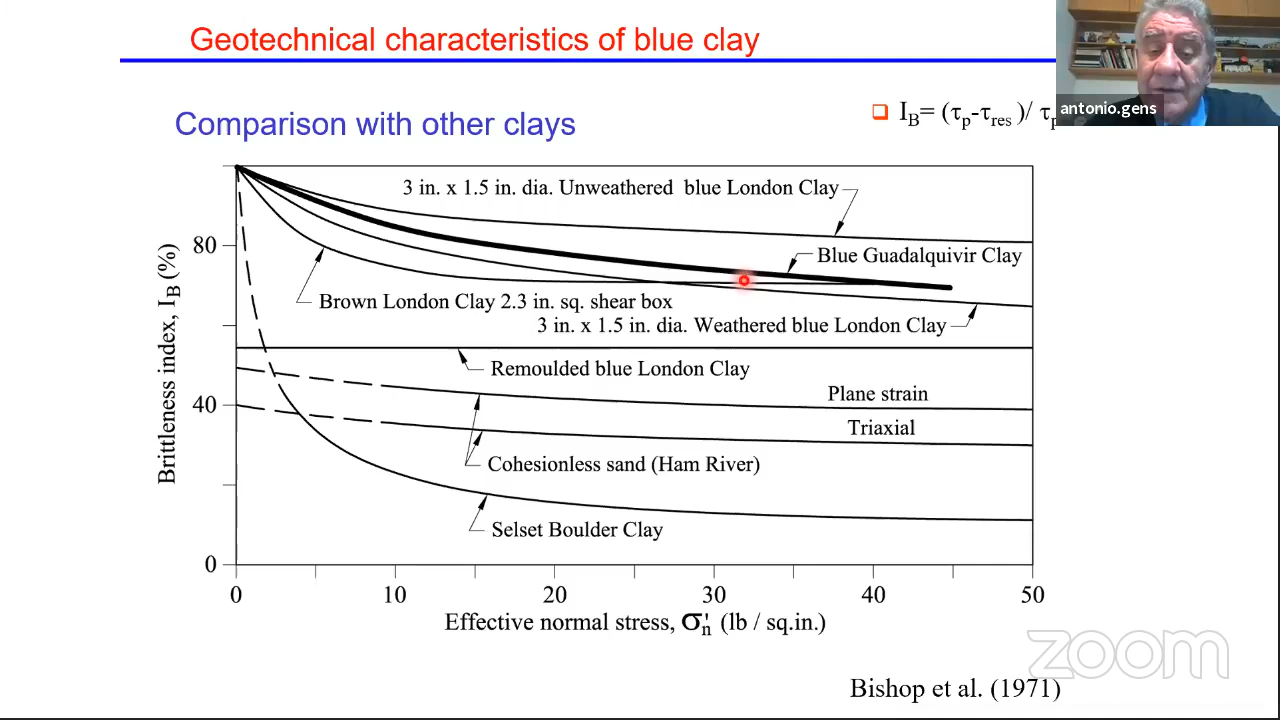 Geotechnical characteristics of blue clay
antonio.gens
Comparison with other clays
❑ I_B= (τ_p-τ_res )/ τ_p
3 in. x 1.5 in. dia. Unweathered blue London Clay
80
Blue Guadalquivir Clay
Brown London Clay 2.3 in. sq. shear box
3 in. x 1.5 in. dia. Weathered blue London Clay
Brittleness index, I_B (%)
Remoulded blue London Clay
Plane strain
40
Triaxial
Cohesionless sand (Ham River)
Selset Boulder Clay
0
0 10 20 30 40 50
Effective normal stress, σ'_n (lb / sq.in.)
zoom
Bishop et al. (1971)